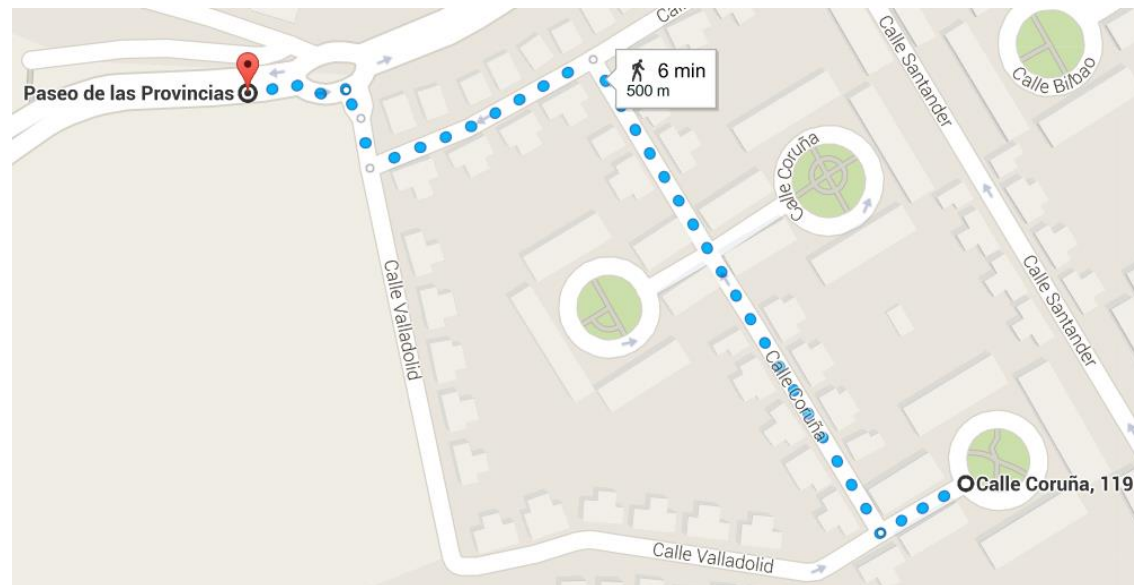 Calle
Calle Santander
Calle Bilbao
6 min
500 m
Paseo de las Provincias
Calle Coruña
Calle Valladolid
Calle Santander
Calle Coruña
Calle Coruña, 119
Calle Valladolid